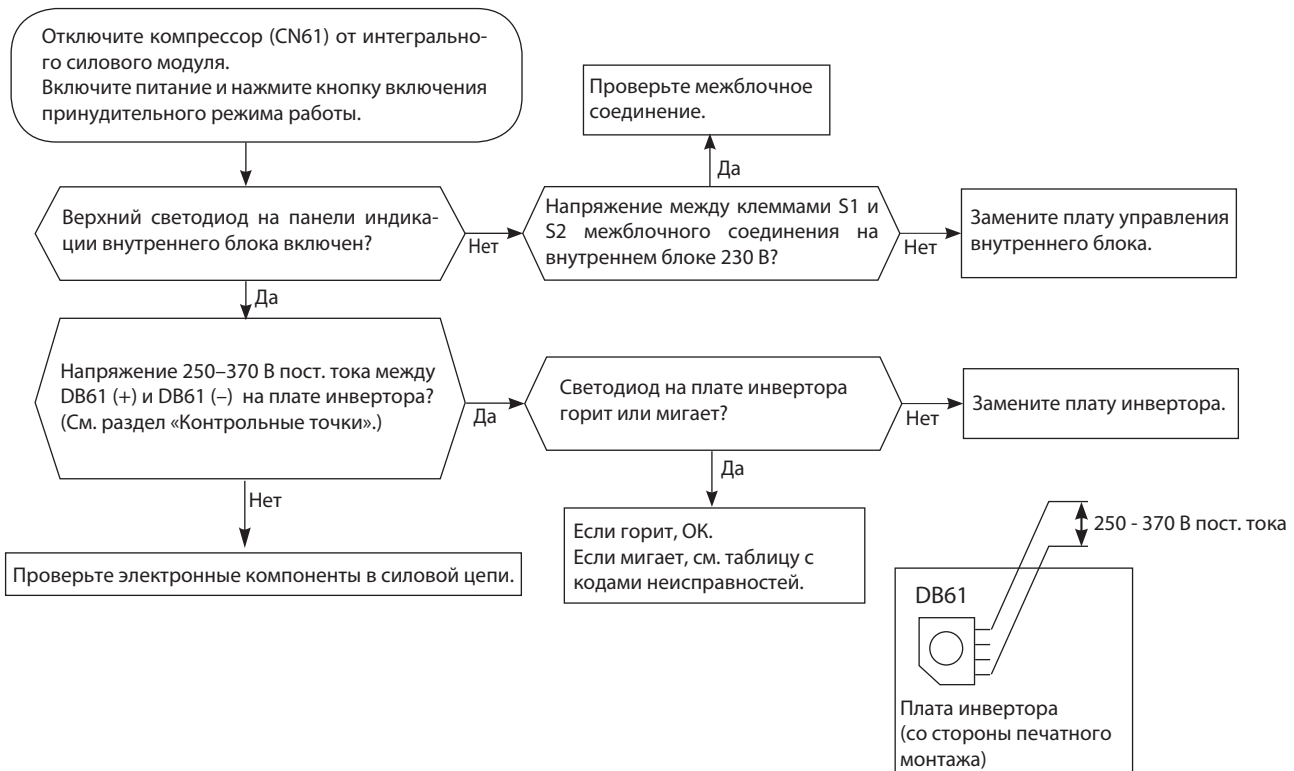 Отключите компрессор (CN61) от интегрально-
го силового модуля.
Включите питание и нажмите кнопку включения
принудительного режима работы.
Проверьте межблочное
соединение.
Да
Верхний светодиод на панели индика-
ции внутреннего блока включен?
Нет
Напряжение между клеммами S1 и
S2 межблочного соединения на
внутреннем блоке 230 В?
Нет
Замените плату управления
внутреннего блока.
Да
Напряжение 250–370 В пост. тока между
DB61 (+) и DB61 (–) на плате инвертора?
(См. раздел «Контрольные точки».)
Да
Светодиод на плате инвертора
горит или мигает?
Нет
Замените плату инвертора.
Да
Нет
Если горит, OK.
Если мигает, см. таблицу с
кодами неисправностей.
Проверьте электронные компоненты в силовой цепи.
250 - 370 В пост. тока
DB61
Плата инвертора
(со стороны печатного
монтажа)